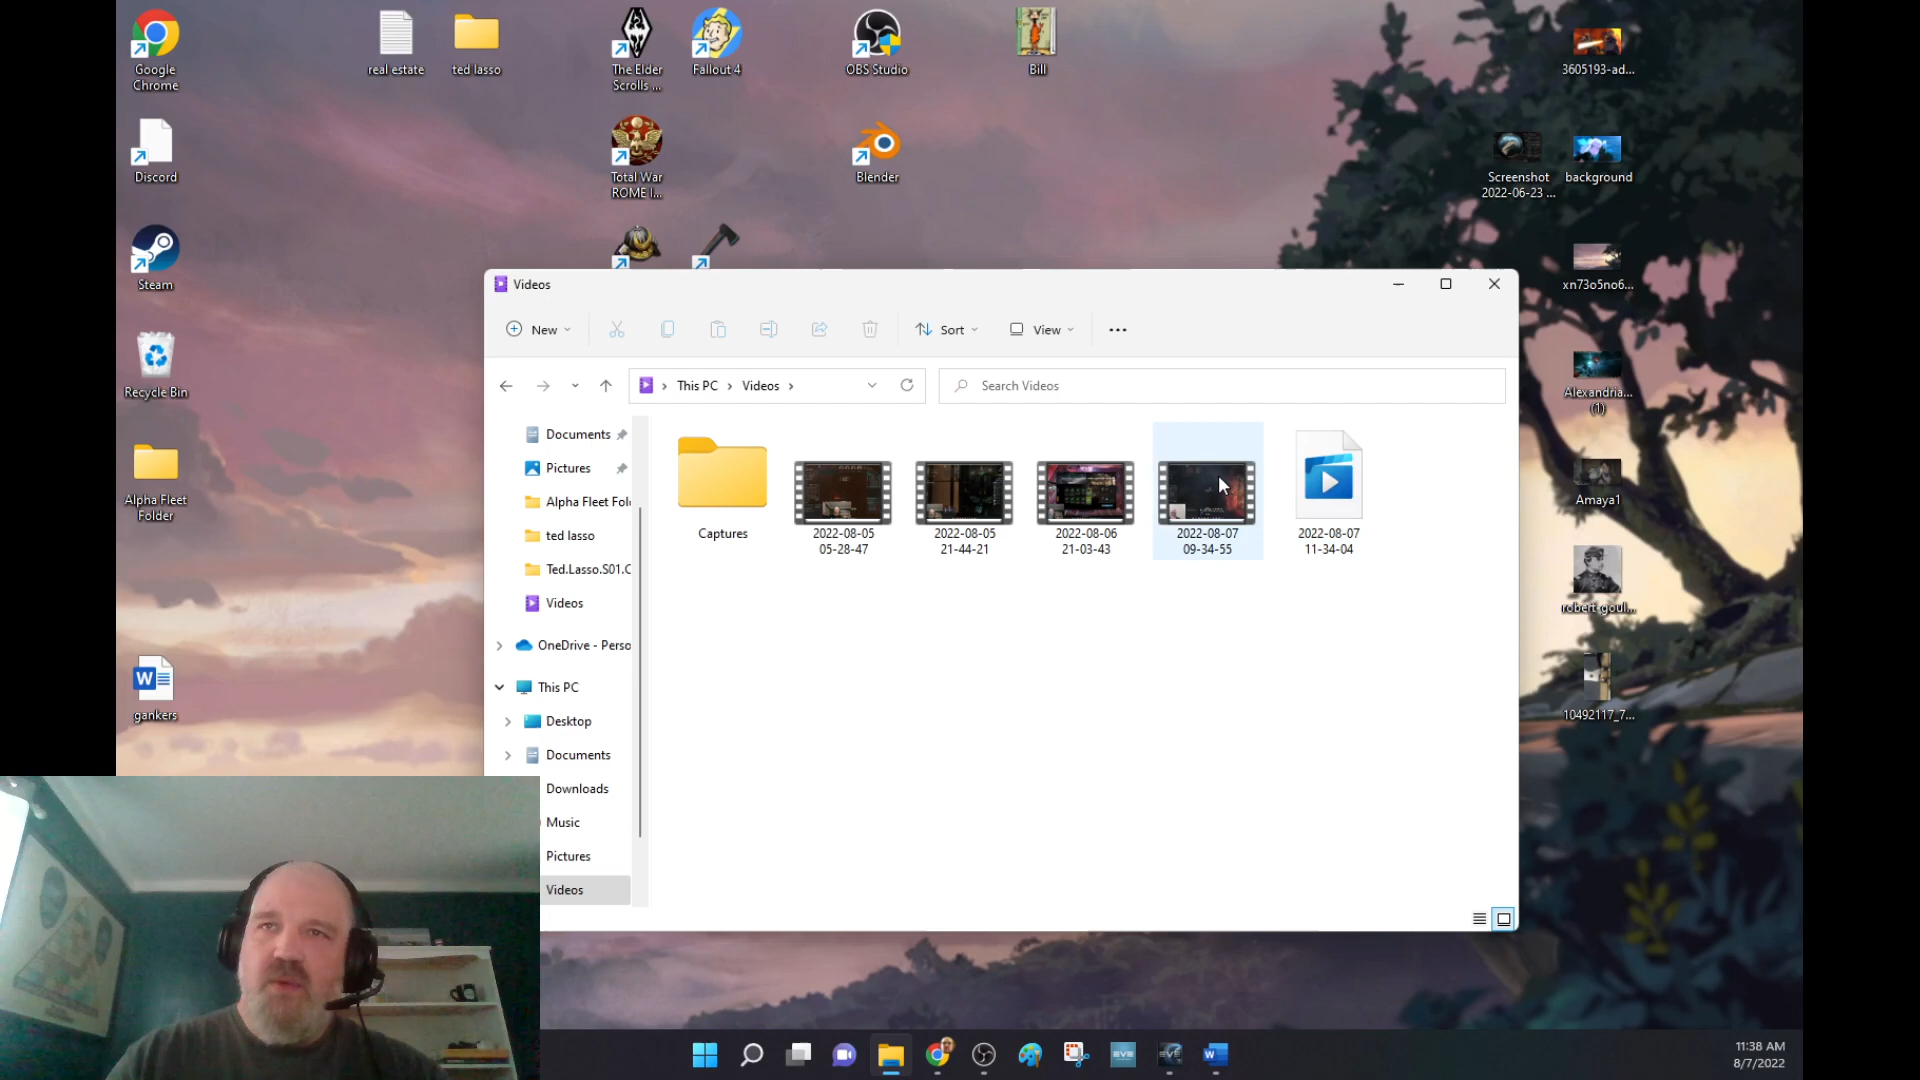 Google
Chrome
real estate
ted lasso
The Elder
Scrolls ...
Fallout 4
OBS Studio
Bill
3605193-ad...
Discord
Total War
ROME I...
Blender
Screenshot
2022-06-23 ...
background
Steam
xn73o5no6...
Videos
New
Sort
View
Recycle Bin
This PC
Videos
Search Videos
Alexandria...
(1)
Documents
Pictures
Alpha Fleet Fol
ted lasso
Ted.Lasso.S01.C
Videos
OneDrive - Perso
This PC
Desktop
Documents
Downloads
Music
Pictures
Videos
Captures
2022-08-05
05-28-47
2022-08-05
21-44-21
2022-08-06
21-03-43
2022-08-07
09-34-55
2022-08-07
11-34-04
Alpha Fleet
Folder
Amaya1
robert-goul...
W
gankers
10492117_7...
EVE
EVE
W
11:38 AM
8/7/2022